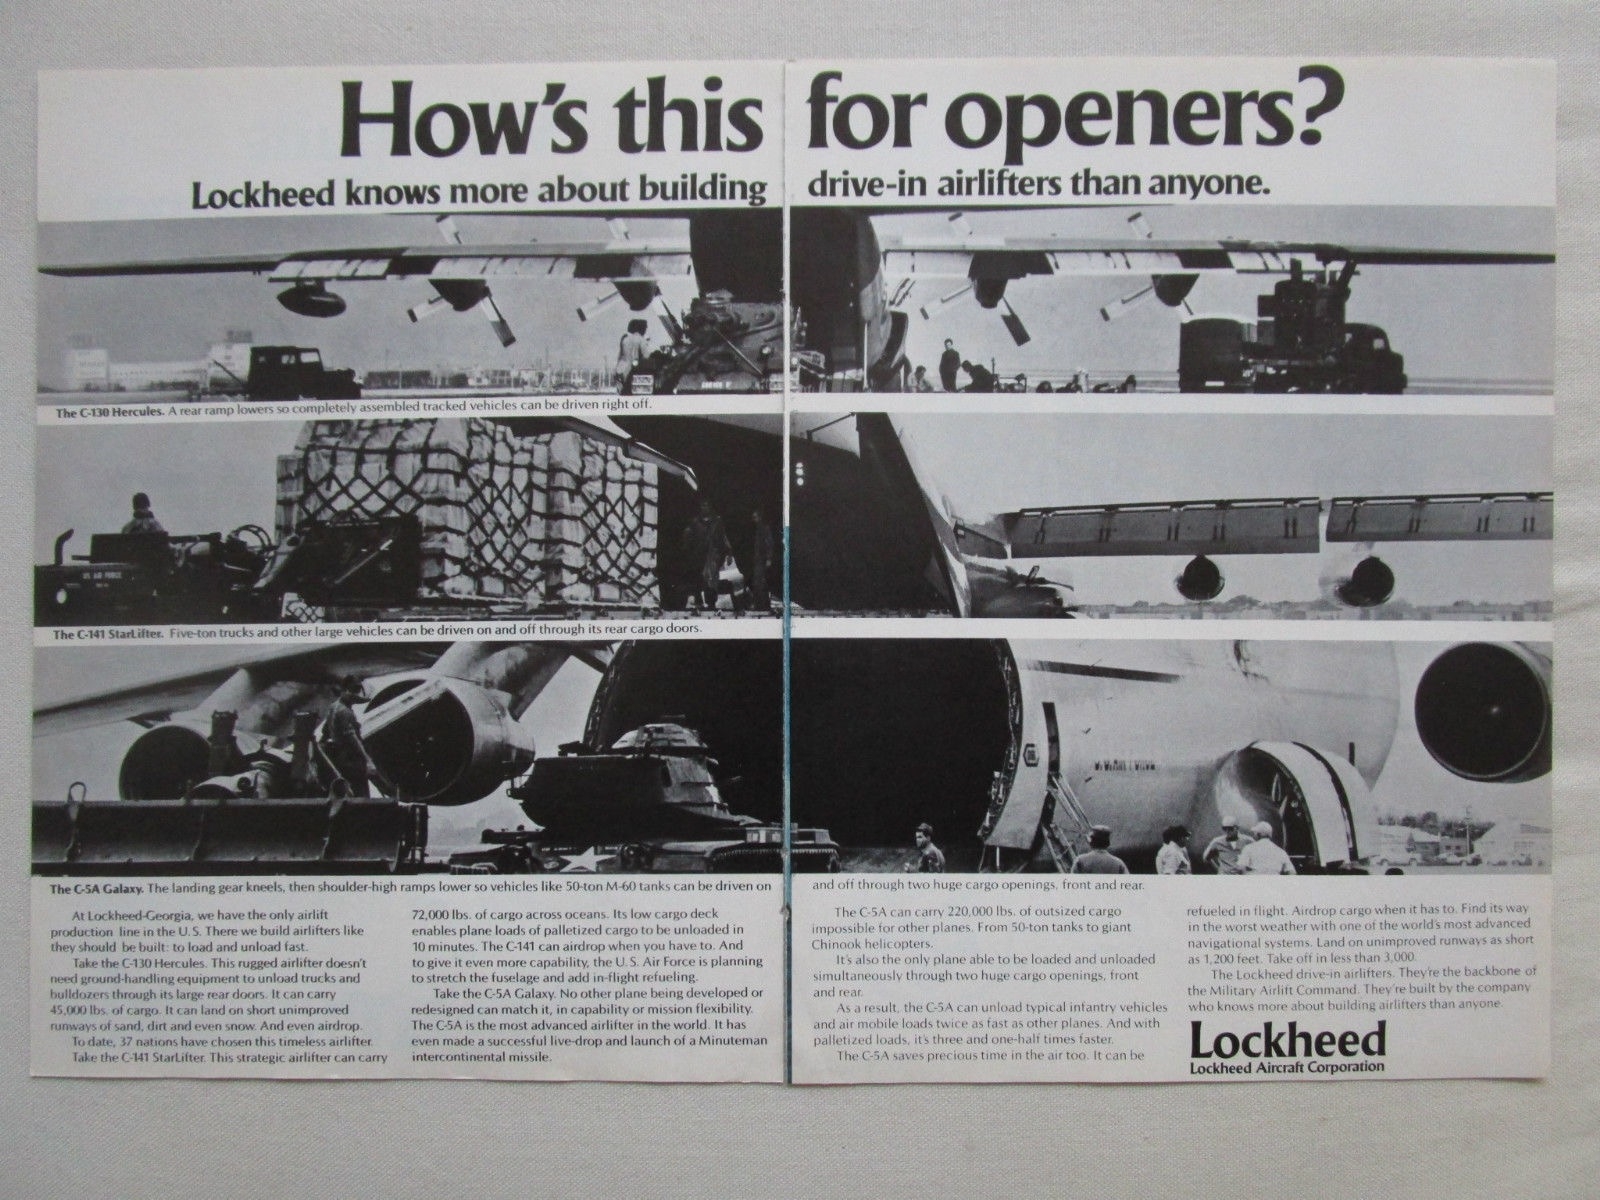 How's this for openers?
Lockheed knows more about building drive-in airlifters than anyone.
The C-130 Hercules. A rear ramp lowers so completely assembled tracked vehicles can be driven right off.
US AIR FORCE
The C-141 StarLifter. Five-ton trucks and other large vehicles can be driven on and off through its rear cargo doors.
U.S. AIR FORCE
The C-5A Galaxy. The landing gear kneels, then shoulder-high ramps lower so vehicles like 50-ton M-60 tanks can be driven on and off through two huge cargo openings, front and rear.
At Lockheed-Georgia, we have the only airlift
production line in the U.S. There we build airlifters like
they should be built: to load and unload fast.
Take the C-130 Hercules. This rugged airlifter doesn't
need ground-handling equipment to unload trucks and
bulldozers through its large rear doors. It can carry
45,000 lbs. of cargo. It can land on short unimproved
runways of sand, dirt and even snow. And even airdrop.
To date, 37 nations have chosen this timeless airlifter.
Take the C-141 StarLifter. This strategic airlifter can carry
72,000 lbs. of cargo across oceans. Its low cargo deck
enables plane loads of palletized cargo to be unloaded in
10 minutes. The C-141 can airdrop when you have to. And
to give it even more capability, the U.S. Air Force is planning
to stretch the fuselage and add in-flight refueling.
Take the C-5A Galaxy. No other plane being developed or
redesigned can match it, in capability or mission flexibility.
The C-5A is the most advanced airlifter in the world. It has
even made a successful live-drop and launch of a Minuteman
intercontinental missile.
The C-5A can carry 220,000 lbs. of outsized cargo
impossible for other planes. From 50-ton tanks to giant
Chinook helicopters.
It's also the only plane able to be loaded and unloaded
simultaneously through two huge cargo openings, front
and rear.
As a result, the C-5A can unload typical infantry vehicles
and air mobile loads twice as fast as other planes. And with
palletized loads, it's three and one-half times faster.
The C-5A saves precious time in the air too. It can be
refueled in flight. Airdrop cargo when it has to. Find its way
in the worst weather with one of the world's most advanced
navigational systems. Land on unimproved runways as short
as 1,200 feet. Take off in less than 3,000.
The Lockheed drive-in airlifters. They're the backbone of
the Military Airlift Command. They're built by the company
who knows more about building airlifters than anyone.
Lockheed
Lockheed Aircraft Corporation